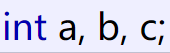 int a, b, c;